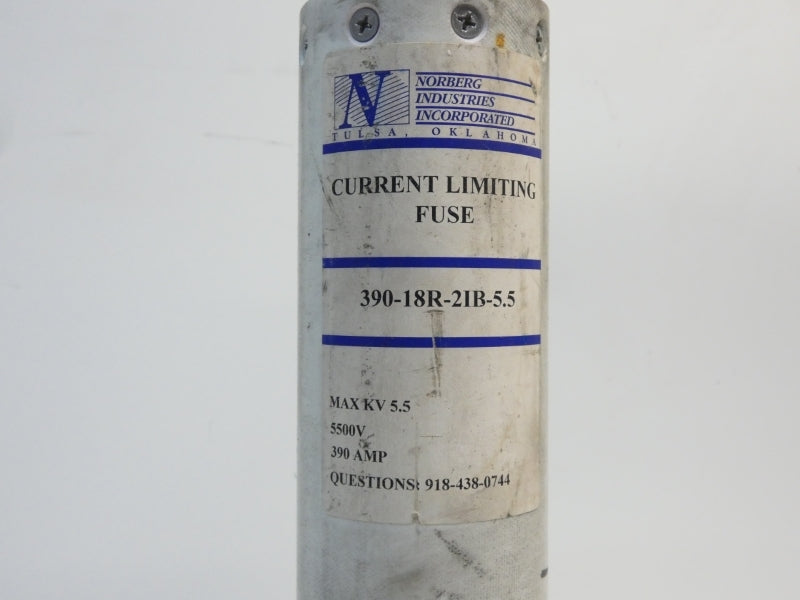 N
NORBERG
INDUSTRIES
INCORPORATED
TULSA, OKLAHOMA
CURRENT LIMITING
FUSE
390-18R-2IB-5.5
MAX KV 5.5
5500V
390 AMP
QUESTIONS: 918-438-0744